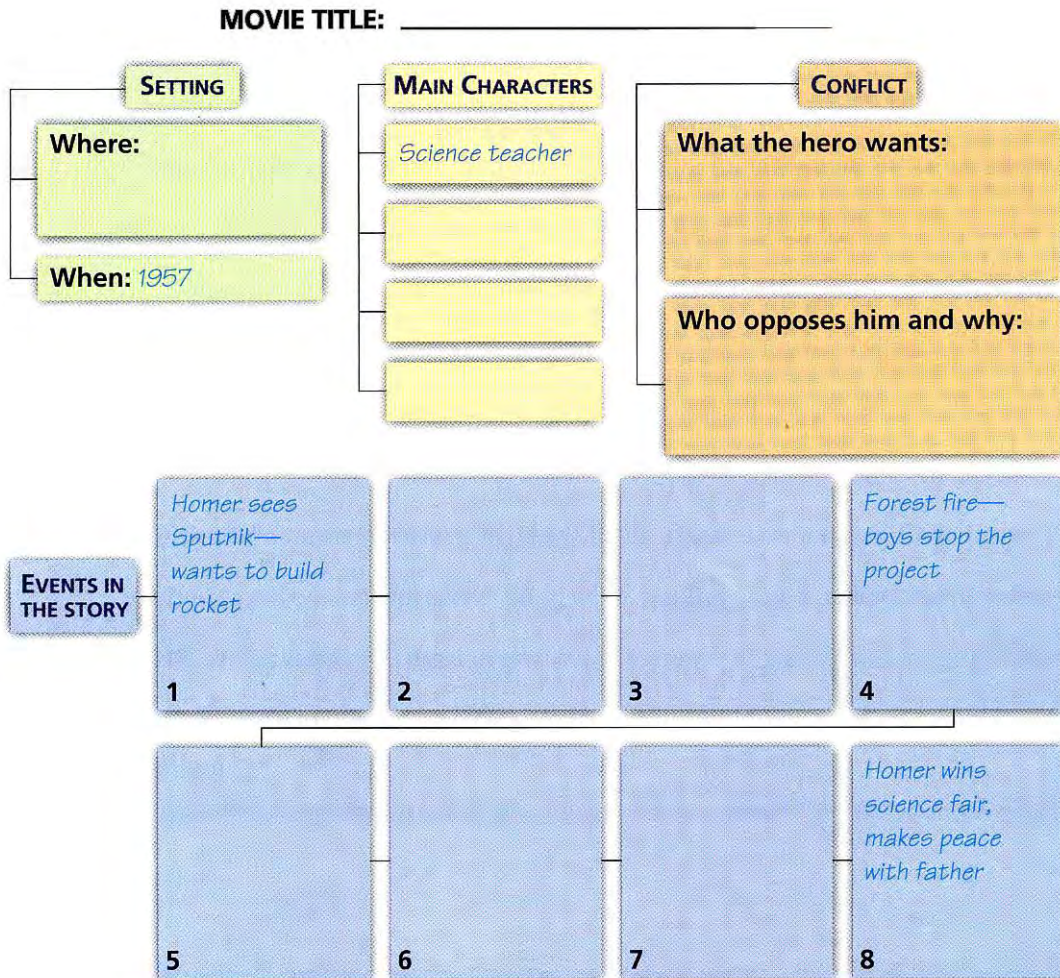 MOVIE TITLE:
SETTING
Where:
When: 1957
MAIN CHARACTERS
Science teacher
CONFLICT
What the hero wants:
Who opposes him and why:
EVENTS IN
THE STORY
Homer sees
Sputnik—
wants to build
rocket
1
2
3
Forest fire—
boys stop the
project
4
5
6
7
Homer wins
science fair,
makes peace
with father
8